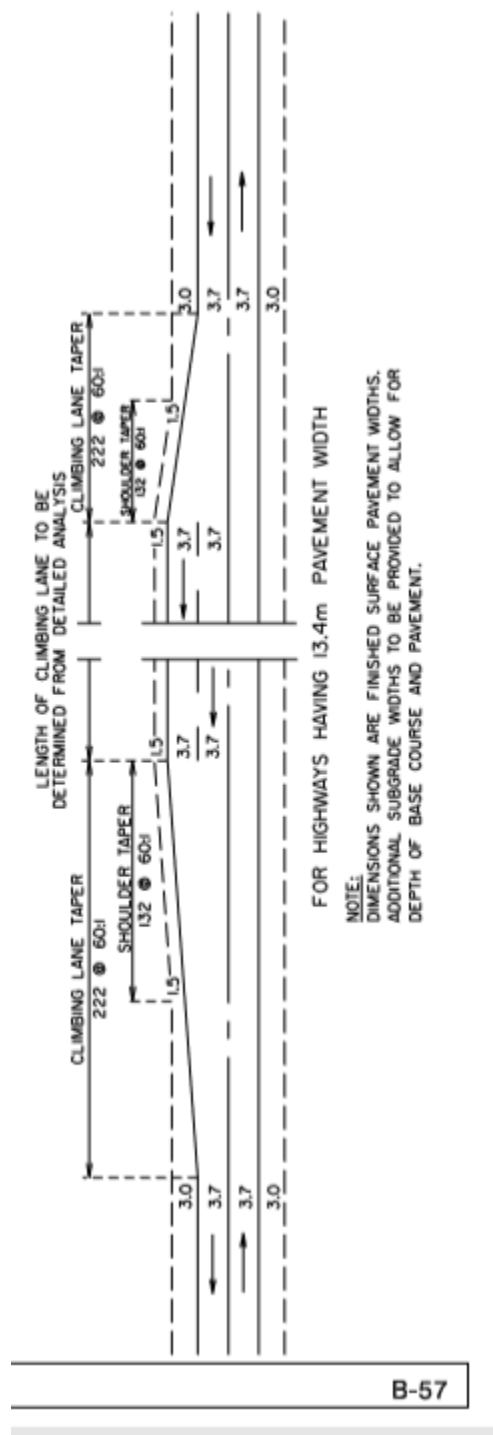 LENGTH OF CLIMBING LANE TO BE
DETERMINED FROM DETAILED ANALYSIS
CLIMBING LANE TAPER
222 @ 60:1
SHOULDER TAPER
132 @ 60:1
1.5
1.5
3.0
3.7
3.7
3.0
3.7
3.7
1.5
3.7
3.7
CLIMBING LANE TAPER
222 @ 60:1
SHOULDER TAPER
132 @ 60:1
1.5
3.0
3.7
3.7
3.0
FOR HIGHWAYS HAVING 13.4m PAVEMENT WIDTH
NOTE:
DIMENSIONS SHOWN ARE FINISHED SURFACE PAVEMENT WIDTHS.
ADDITIONAL SUBGRADE WIDTHS TO BE PROVIDED TO ALLOW FOR
DEPTH OF BASE COURSE AND PAVEMENT.
B-57